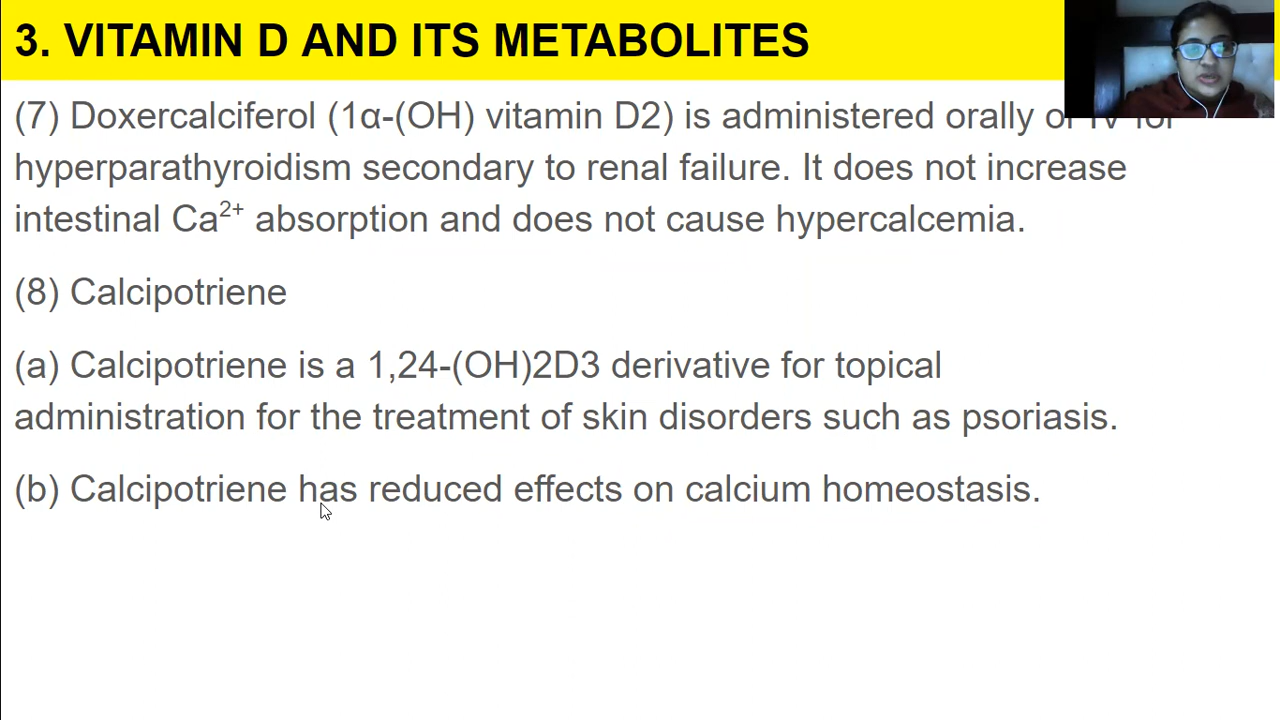 3. VITAMIN D AND ITS METABOLITES
(7) Doxercalciferol (1α-(OH) vitamin D2) is administered orally or IV for
hyperparathyroidism secondary to renal failure. It does not increase
intestinal Ca²⁺ absorption and does not cause hypercalcemia.
(8) Calcipotriene
(a) Calcipotriene is a 1,24-(OH)2D3 derivative for topical
administration for the treatment of skin disorders such as psoriasis.
(b) Calcipotriene has reduced effects on calcium homeostasis.